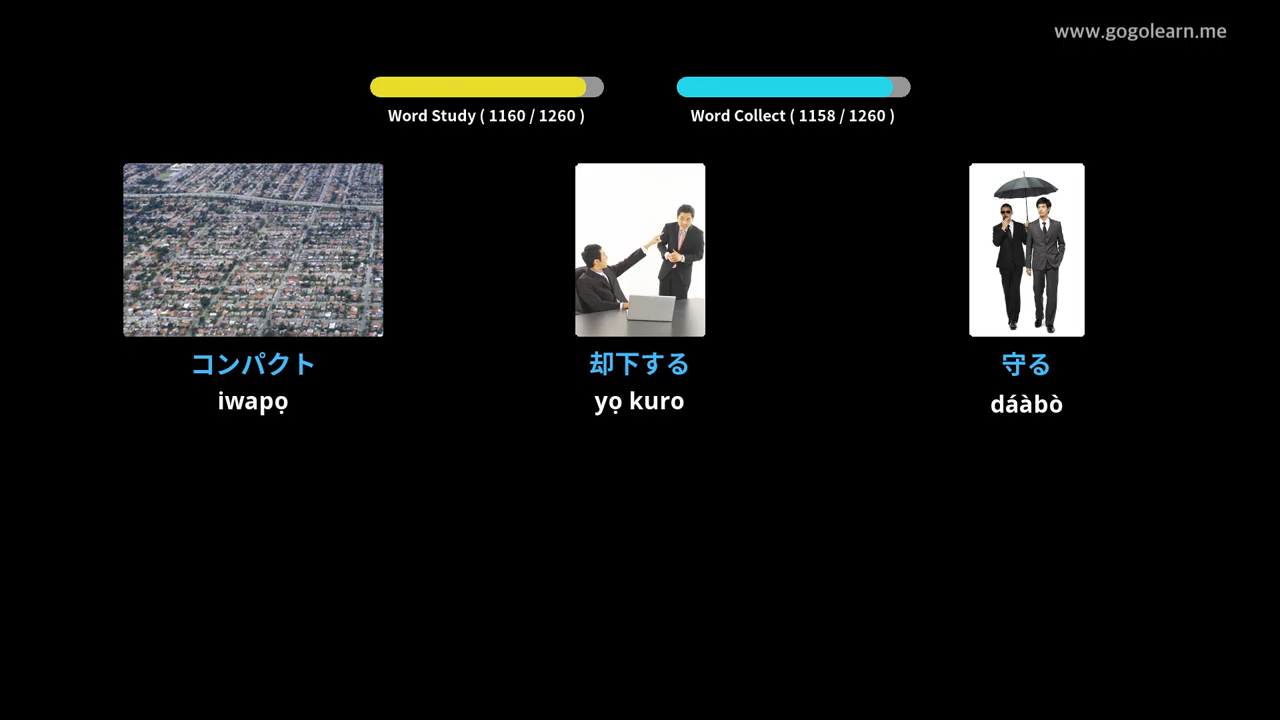 www.gogolearn.me
Word Study ( 1160 / 1260 )
Word Collect ( 1158 / 1260 )
コンパクト
iwapọ
却下する
yọ kuro
守る
dáàbò